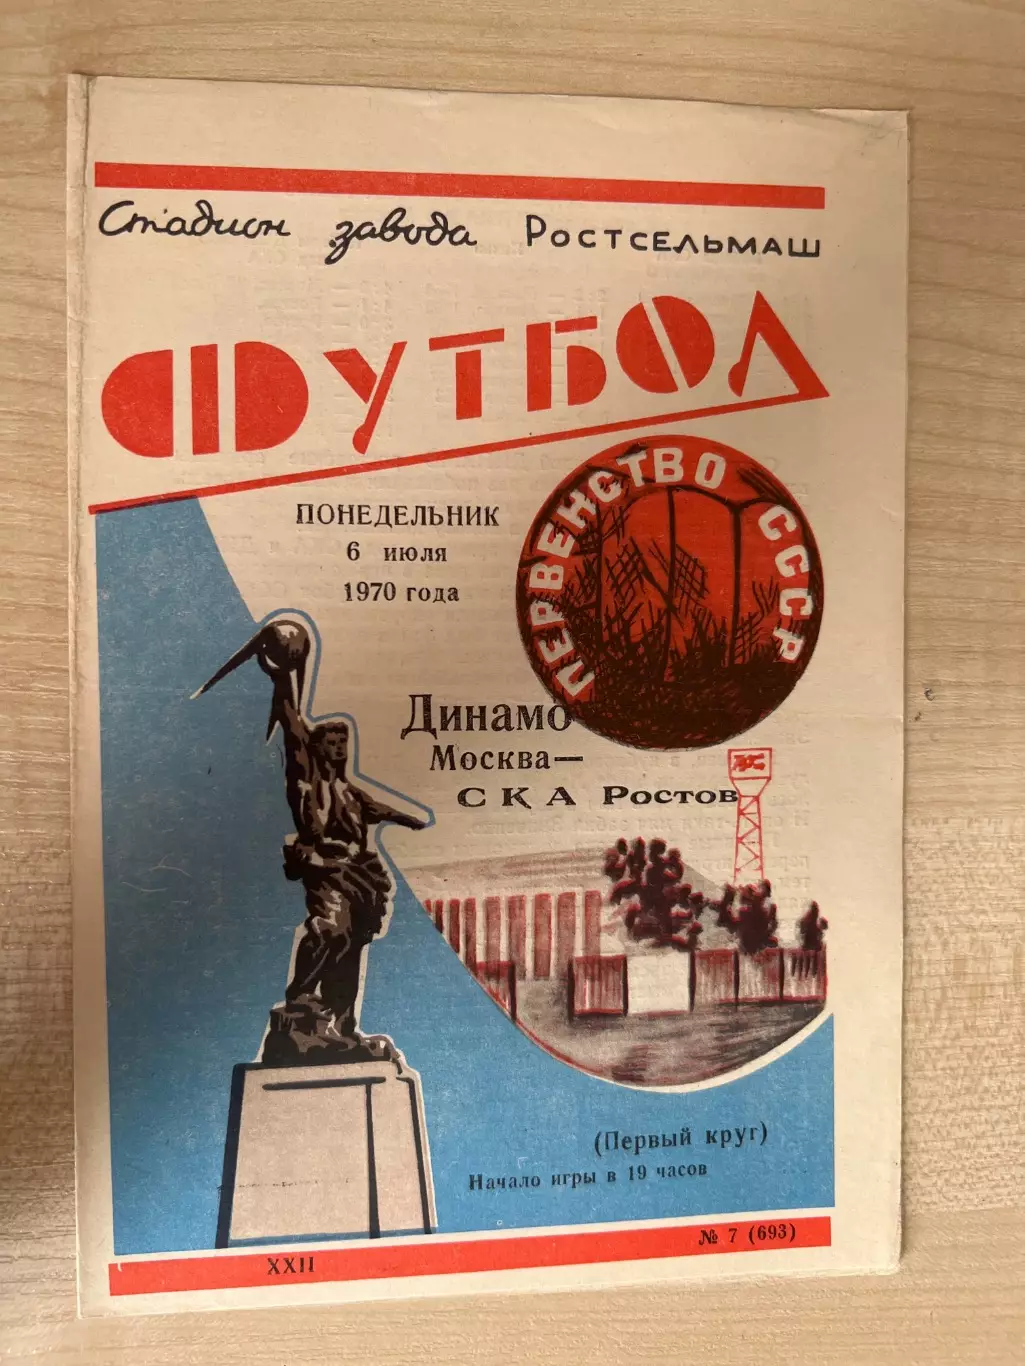 Стадион завода РОСТСЕЛЬМАШ
ФУТБОЛ
ПЕРВЕНСТВО СССР
ПОНЕДЕЛЬНИК
6 июля
1970 года
Динамо
Москва—
СКА Ростов
(Первый круг)
Начало игры в 19 часов
№ 7 (693)
XXII